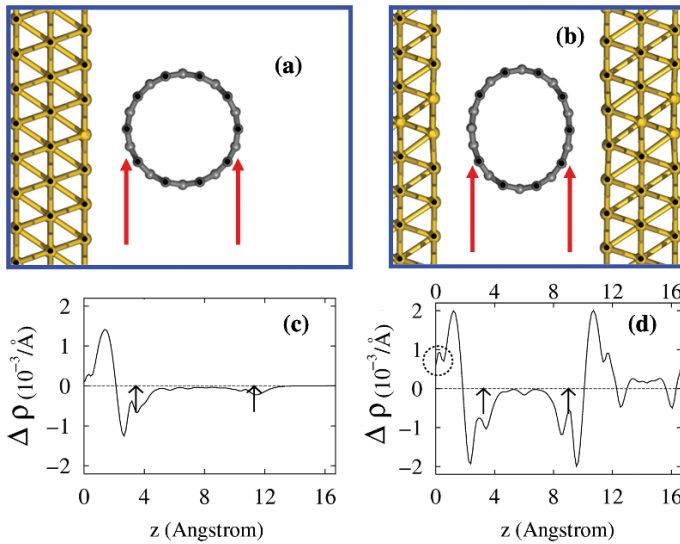 (a)
(b)
0 4 8 12 16
2
1
0
-1
-2
Δ ρ (10⁻³/Å)
(c)
0 4 8 12 16
z (Angstrom)
2
1
0
-1
-2
Δ ρ (10⁻³/Å)
(d)
0 4 8 12 16
z (Angstrom)